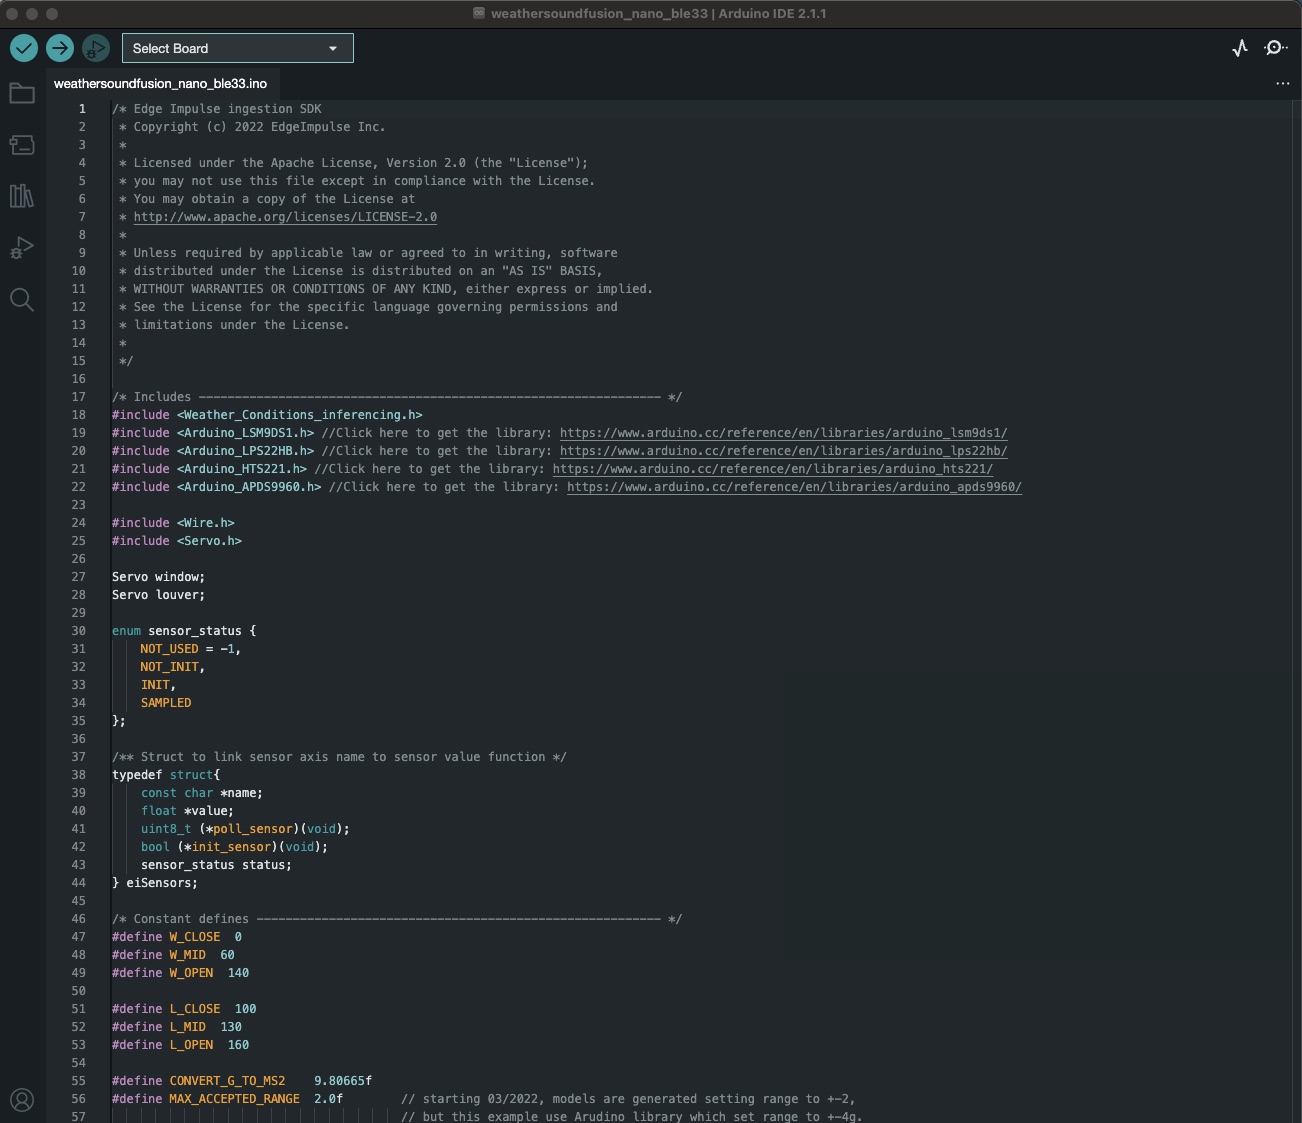 weathersoundfusion_nano_ble33 | Arduino IDE 2.1.1
Select Board
weathersoundfusion_nano_ble33.ino
1 /* Edge Impulse ingestion SDK
2 * Copyright (c) 2022 EdgeImpulse Inc.
3 *
4 * Licensed under the Apache License, Version 2.0 (the "License");
5 * you may not use this file except in compliance with the License.
6 * You may obtain a copy of the License at
7 * http://www.apache.org/licenses/LICENSE-2.0
8 *
9 * Unless required by applicable law or agreed to in writing, software
10 * distributed under the License is distributed on an "AS IS" BASIS,
11 * WITHOUT WARRANTIES OR CONDITIONS OF ANY KIND, either express or implied.
12 * See the License for the specific language governing permissions and
13 * limitations under the License.
14 *
15 */
16
17 /* Includes ---------------------------------------------------------------- */
18 #include <Weather_Conditions_inferencing.h>
19 #include <Arduino_LSM9DS1.h> //Click here to get the library: https://www.arduino.cc/reference/en/libraries/arduino_lsm9ds1/
20 #include <Arduino_LPS22HB.h> //Click here to get the library: https://www.arduino.cc/reference/en/libraries/arduino_lps22hb/
21 #include <Arduino_HTS221.h> //Click here to get the library: https://www.arduino.cc/reference/en/libraries/arduino_hts221/
22 #include <Arduino_APDS9960.h> //Click here to get the library: https://www.arduino.cc/reference/en/libraries/arduino_apds9960/
23
24 #include <Wire.h>
25 #include <Servo.h>
26
27 Servo window;
28 Servo louver;
29
30 enum sensor_status {
31 NOT_USED = -1,
32 NOT_INIT,
33 INIT,
34 SAMPLED
35 };
36
37 /** Struct to link sensor axis name to sensor value function */
38 typedef struct{
39 const char *name;
40 float *value;
41 uint8_t (*poll_sensor)(void);
42 bool (*init_sensor)(void);
43 sensor_status status;
44 } eiSensors;
45
46 /* Constant defines -------------------------------------------------------- */
47 #define W_CLOSE 0
48 #define W_MID 60
49 #define W_OPEN 140
50
51 #define L_CLOSE 100
52 #define L_MID 130
53 #define L_OPEN 160
54
55 #define CONVERT_G_TO_MS2 9.80665f
56 #define MAX_ACCEPTED_RANGE 2.0f // starting 03/2022, models are generated setting range to +-2,
57 // but this example use Arudino library which set range to +-4g.